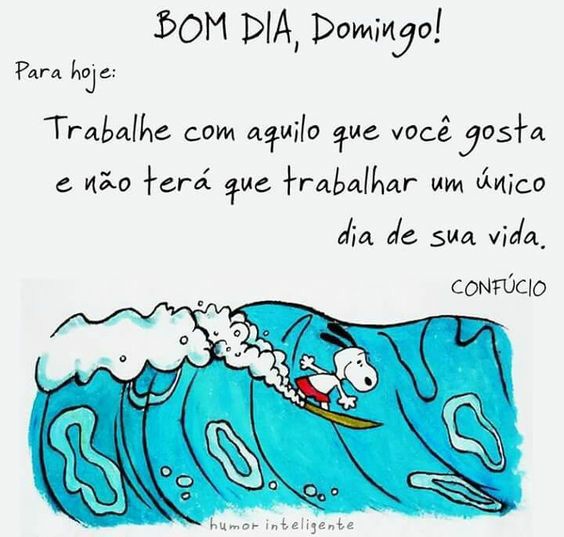 BOM DIA, Domingo!
Para hoje:
Trabalhe com aquilo que você gosta
e não terá que trabalhar um único
dia de sua vida.
CONFÚCIO
humor inteligente